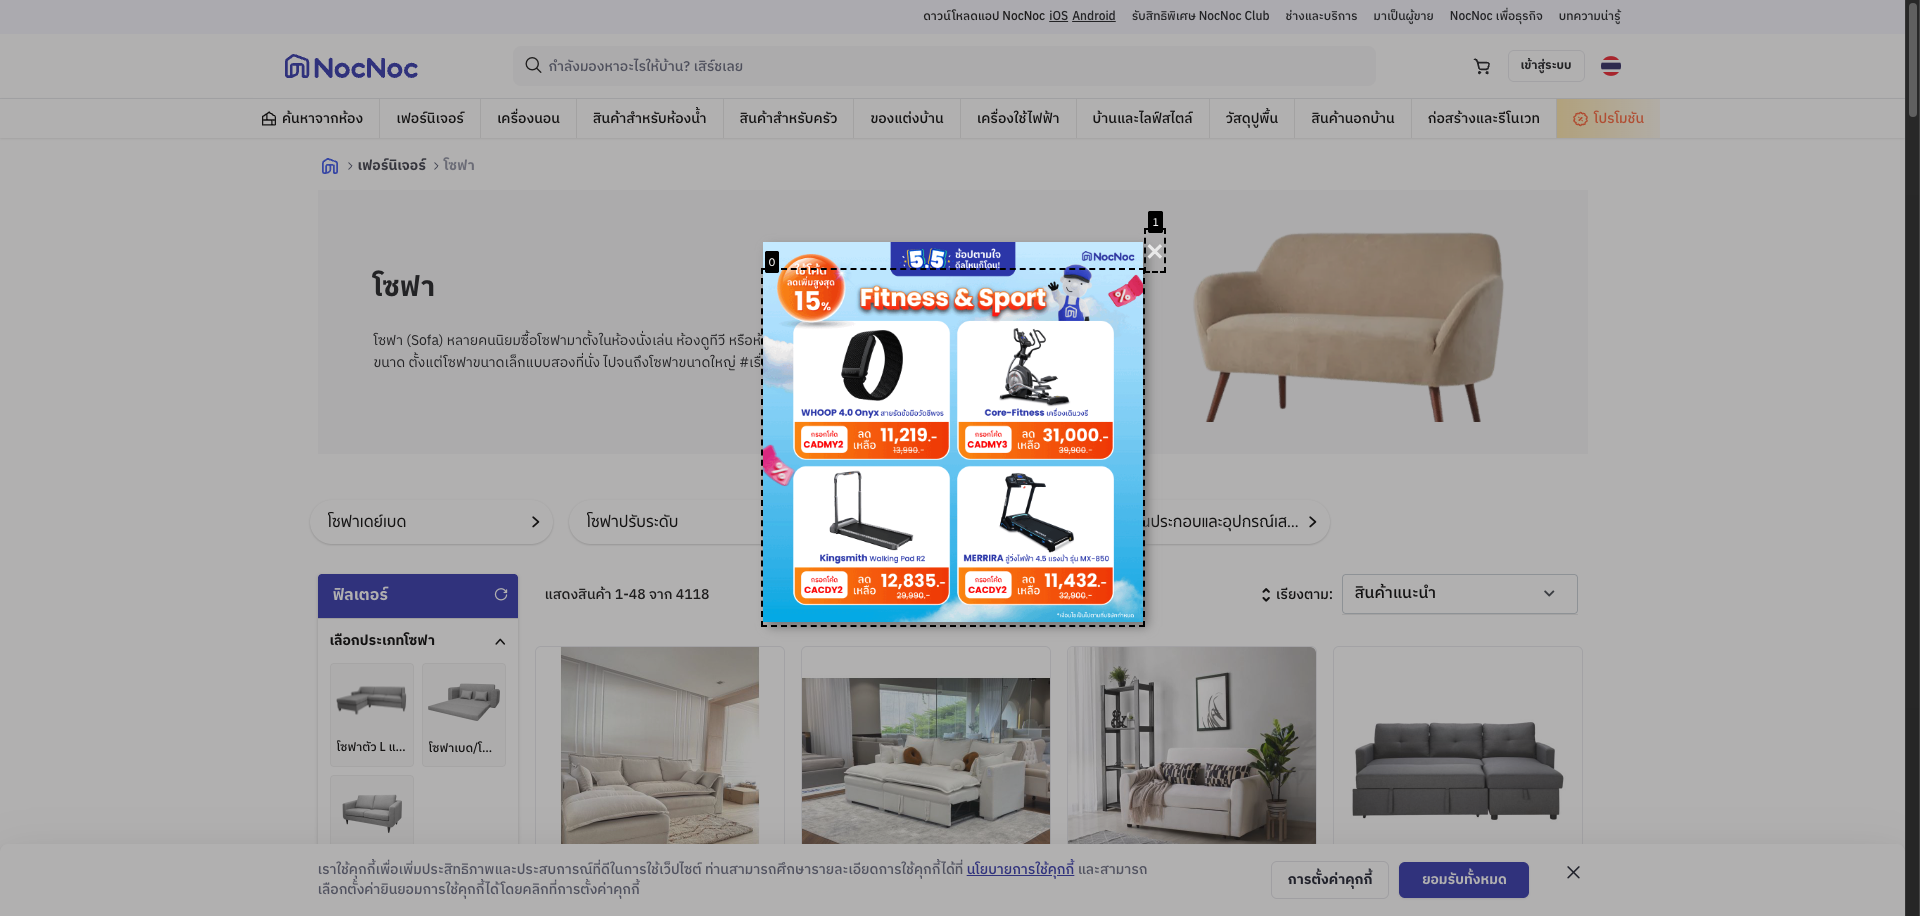 ดาวน์โหลดแอป NocNoc iOS Android รับสิทธิพิเศษ NocNoc Club ช่างและบริการ มาเป็นผู้ขาย NocNoc เพื่อธุรกิจ บทความน่ารู้
NocNoc
กำลังมองหาอะไรให้บ้าน? เสิร์ชเลย
เข้าสู่ระบบ
ค้นหาจากห้อง เฟอร์นิเจอร์ เครื่องนอน สินค้าสำหรับห้องน้ำ สินค้าสำหรับครัว ของแต่งบ้าน เครื่องใช้ไฟฟ้า บ้านและไลฟ์สไตล์ วัสดุปูพื้น สินค้านอกบ้าน ก่อสร้างและรีโนเวท โปรโมชัน
เฟอร์นิเจอร์ โซฟา
โซฟา
โซฟา (Sofa) หลายคนนิยมซื้อโซฟามาตั้งในห้องนั่งเล่น ห้องดูทีวี หรือห้
ขนาด ตั้งแต่โซฟาขนาดเล็กแบบสองที่นั่ง ไปจนถึงโซฟาขนาดใหญ่ #เรื่
0
1
5.5 ช้อปตามใจ
ดีลไหนก็โดน!
NocNoc
ใช้โค้ด
ลดเพิ่มสูงสุด
15%
Fitness & Sport
WHOOP 4.0 Onyx สายรัดข้อมือวัดชีพจร
กรอกโค้ด
CADMY2
ลด
เหลือ
11,219.-
13,990.-
Core-Fitness เครื่องเดินวงรี
กรอกโค้ด
CADMY3
ลด
เหลือ
31,000.-
39,900.-
Kingsmith Walking Pad R2
กรอกโค้ด
CACDY2
ลด
เหลือ
12,835.-
29,990.-
MERRIRA ลู่วิ่งไฟฟ้า 4.5 แรงม้า รุ่น MX-850
กรอกโค้ด
CACDY2
ลด
เหลือ
11,432.-
32,900.-
*เงื่อนไขเป็นไปตามที่บริษัทกำหนด
โซฟาเดย์เบด
โซฟาปรับระดับ
นประกอบและอุปกรณ์เส...
ฟิลเตอร์
แสดงสินค้า 1-48 จาก 4118
เรียงตาม:
สินค้าแนะนำ
เลือกประเภทโซฟา
โซฟาตัว L แ...
โซฟาเบด/โ...
เราใช้คุกกี้เพื่อเพิ่มประสิทธิภาพและประสบการณ์ที่ดีในการใช้เว็บไซต์ ท่านสามารถศึกษารายละเอียดการใช้คุกกี้ได้ที่ นโยบายการใช้คุกกี้ และสามารถ
เลือกตั้งค่ายินยอมการใช้คุกกี้ได้โดยคลิกที่การตั้งค่าคุกกี้
การตั้งค่าคุกกี้
ยอมรับทั้งหมด